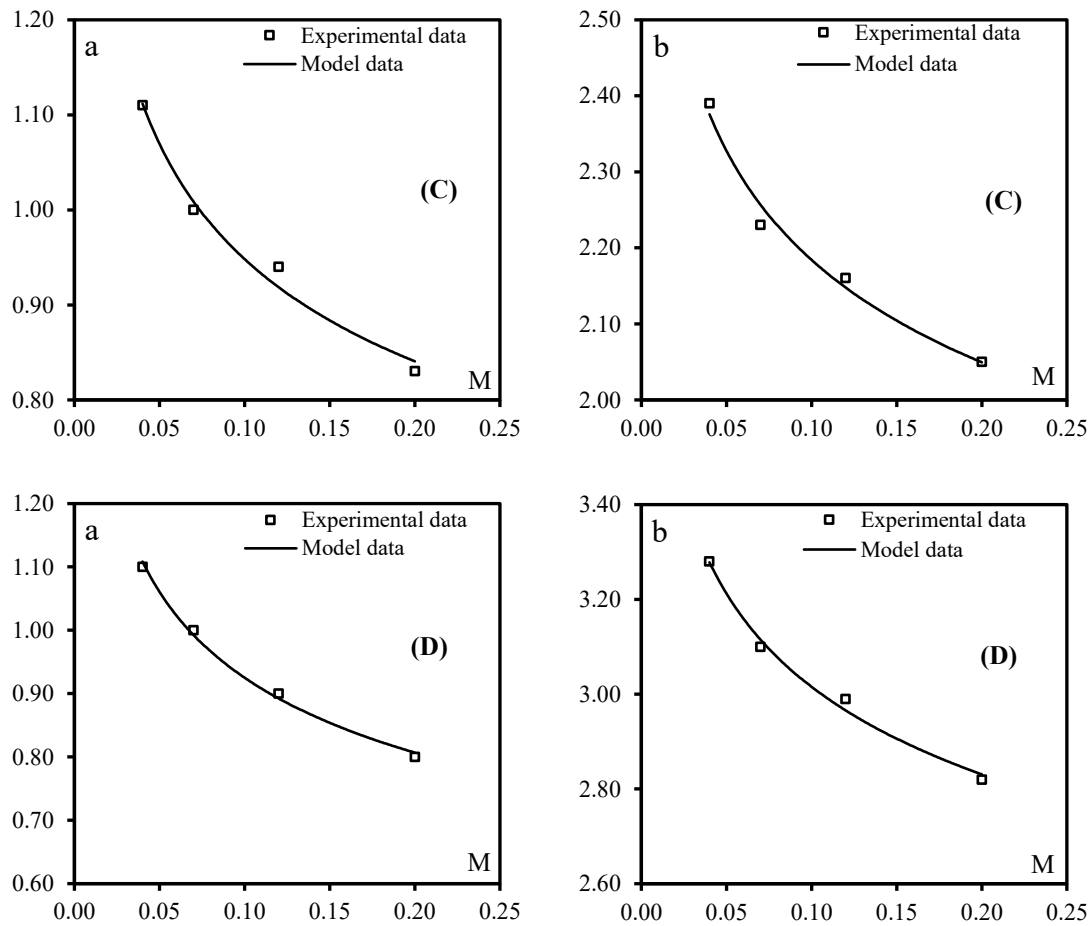 a
Experimental data
Model data
1.20
1.10
1.00
0.90
0.80
(C)
M
0.00 0.05 0.10 0.15 0.20 0.25
b
Experimental data
Model data
2.50
2.40
2.30
2.20
2.10
2.00
(C)
M
0.00 0.05 0.10 0.15 0.20 0.25
a
Experimental data
Model data
1.20
1.10
1.00
0.90
0.80
0.70
0.60
(D)
M
0.00 0.05 0.10 0.15 0.20 0.25
b
Experimental data
Model data
3.40
3.20
3.00
2.80
2.60
(D)
M
0.00 0.05 0.10 0.15 0.20 0.25